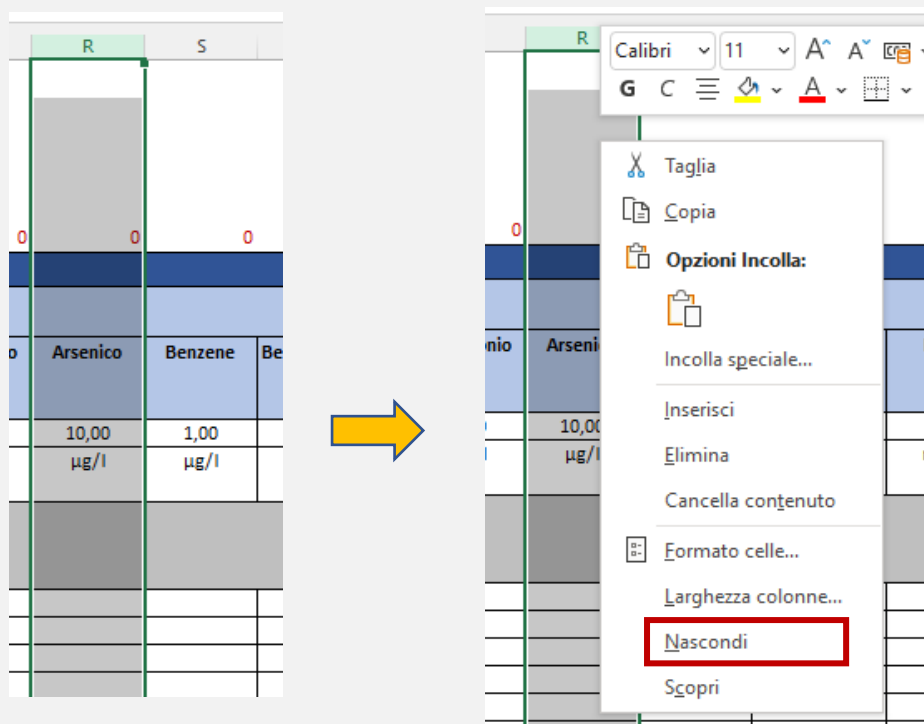 R S
0 0 0
o Arsenico Benzene Be
10,00 1,00
µg/l µg/l
R
Calibri 11 A A
G C A
0
nio Arseni
10,00
µg/l
Taglia
Copia
Opzioni Incolla:
Incolla speciale...
Inserisci
Elimina
Cancella contenuto
Formato celle...
Larghezza colonne...
Nascondi
Scopri